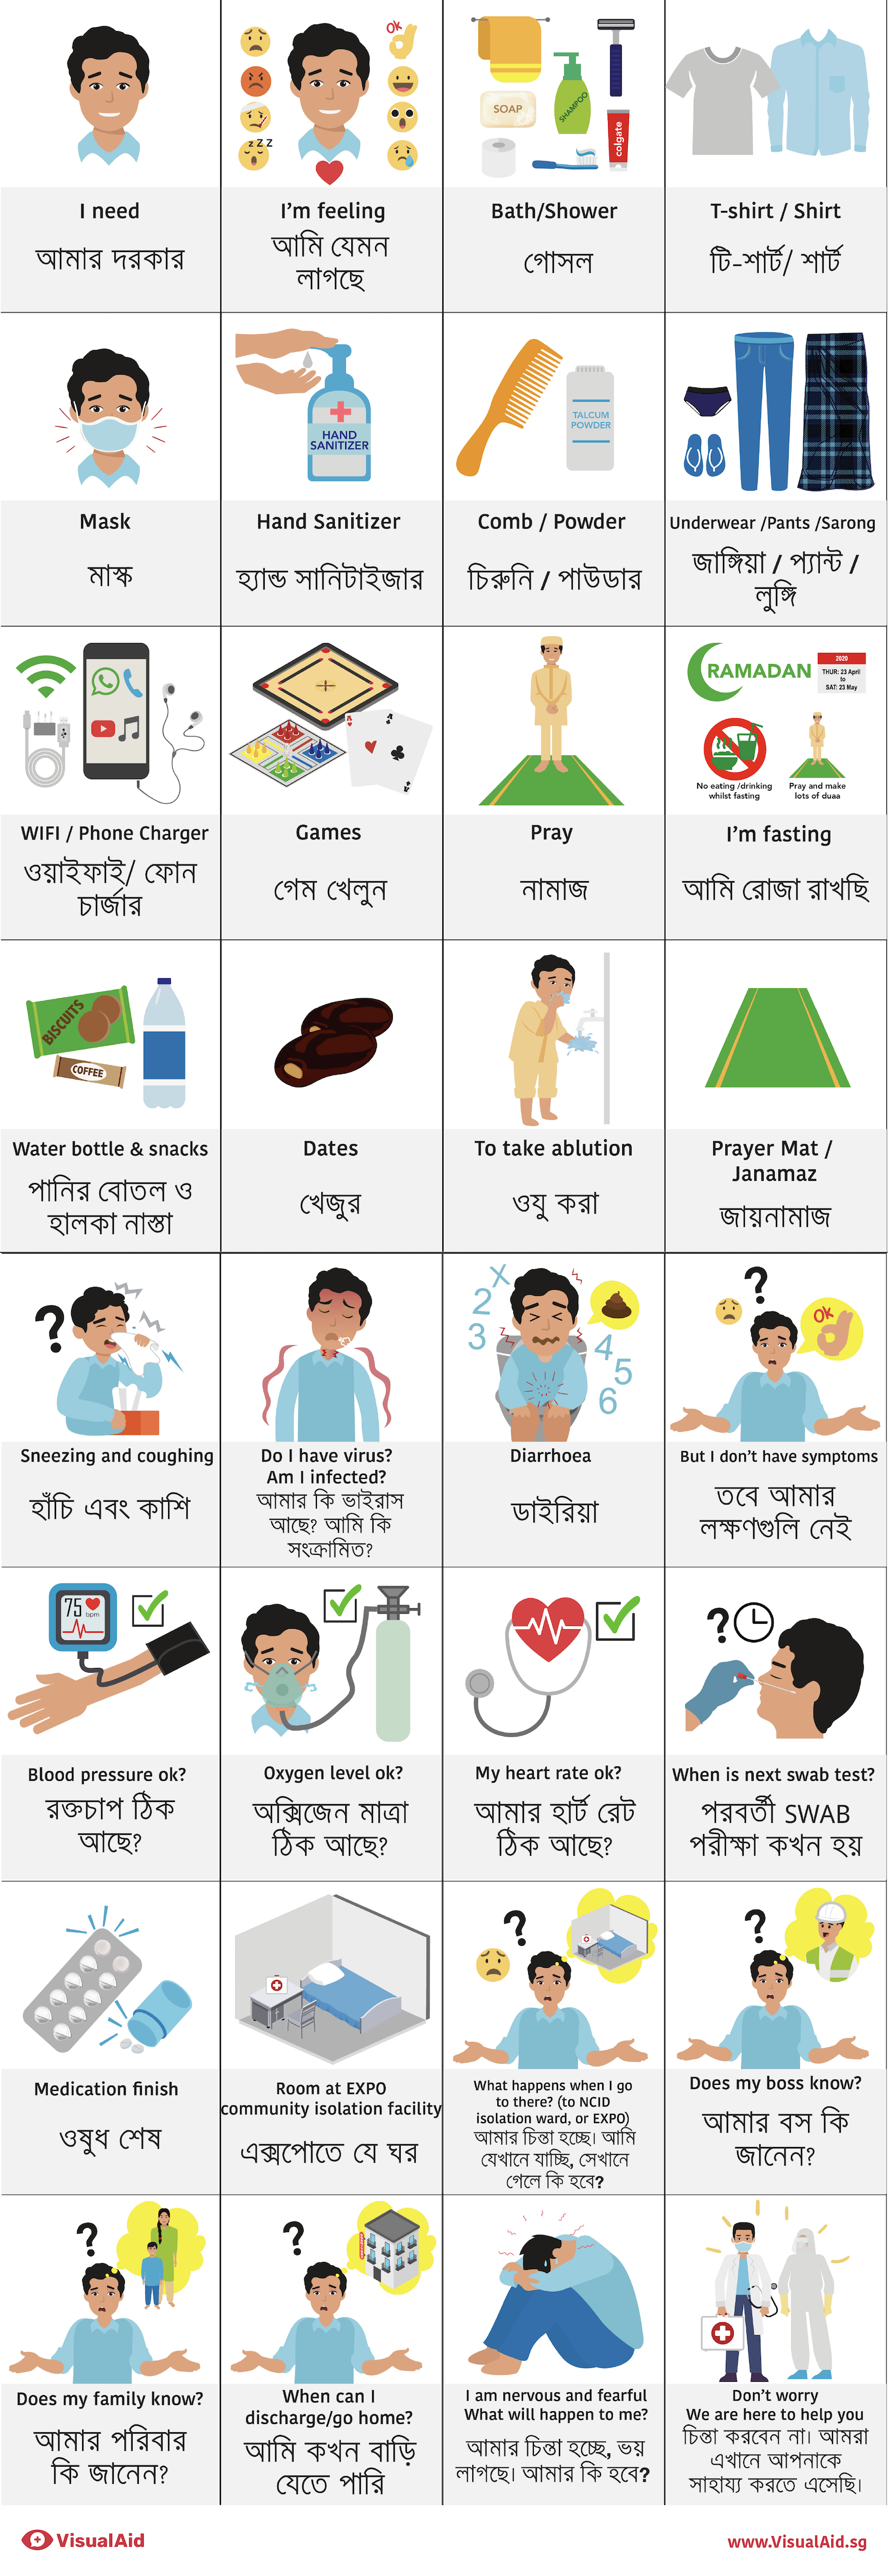 Ok
z Z Z
SOAP
SHAMPOO
colgate
I need
আমার দরকার
I'm feeling
আমি যেমন
লাগছে
Bath/Shower
গোসল
T-shirt / Shirt
টি-শার্ট/ শার্ট
HAND
SANITIZER
TALCUM
POWDER
Mask
মাস্ক
Hand Sanitizer
হ্যান্ড সানিটাইজার
Comb / Powder
চিরুনি / পাউডার
Underwear /Pants /Sarong
জাঙ্গিয়া / প্যান্ট /
লুঙ্গি
A
A
A
RAMADAN
2020
THUR: 23 April
to
SAT: 23 May
No eating /drinking
whilst fasting
Pray and make
lots of duaa
WIFI / Phone Charger
ওয়াইফাই/ ফোন
চার্জার
Games
গেম খেলুন
Pray
নামাজ
I'm fasting
আমি রোজা রাখছি
BISCUITS
COFFEE
Water bottle & snacks
পানির বোতল ও
হালকা নাস্তা
Dates
খেজুর
To take ablution
ওযু করা
Prayer Mat /
Janamaz
জায়নামাজ
?
X
2
3
4
5
6
?
Ok
Sneezing and coughing
হাঁচি এবং কাশি
Do I have virus?
Am I infected?
আমার কি ভাইরাস
আছে? আমি কি
সংক্রামিত?
Diarrhoea
ডাইরিয়া
But I don't have symptoms
তবে আমার
লক্ষণগুলি নেই
75
bpm
?
Blood pressure ok?
রক্তচাপ ঠিক
আছে?
Oxygen level ok?
অক্সিজেন মাত্রা
ঠিক আছে?
My heart rate ok?
আমার হার্ট রেট
ঠিক আছে?
When is next swab test?
পরবর্তী SWAB
পরীক্ষা কখন হয়
?
?
Medication finish
ওষুধ শেষ
Room at EXPO
community isolation facility
এক্সপোতে যে ঘর
What happens when I go
to there? (to NCID
isolation ward, or EXPO)
আমার চিন্তা হচ্ছে। আমি
যেখানে যাচ্ছি, সেখানে
গেলে কি হবে?
Does my boss know?
আমার বস কি
জানেন?
?
?
Does my family know?
আমার পরিবার
কি জানেন?
When can I
discharge/go home?
আমি কখন বাড়ি
যেতে পারি
I am nervous and fearful
What will happen to me?
আমার চিন্তা হচ্ছে, ভয়
লাগছে। আমার কি হবে?
Don't worry
We are here to help you
চিন্তা করবেন না। আমরা
এখানে আপনাকে
সাহায্য করতে এসেছি।
VisualAid
www.VisualAid.sg